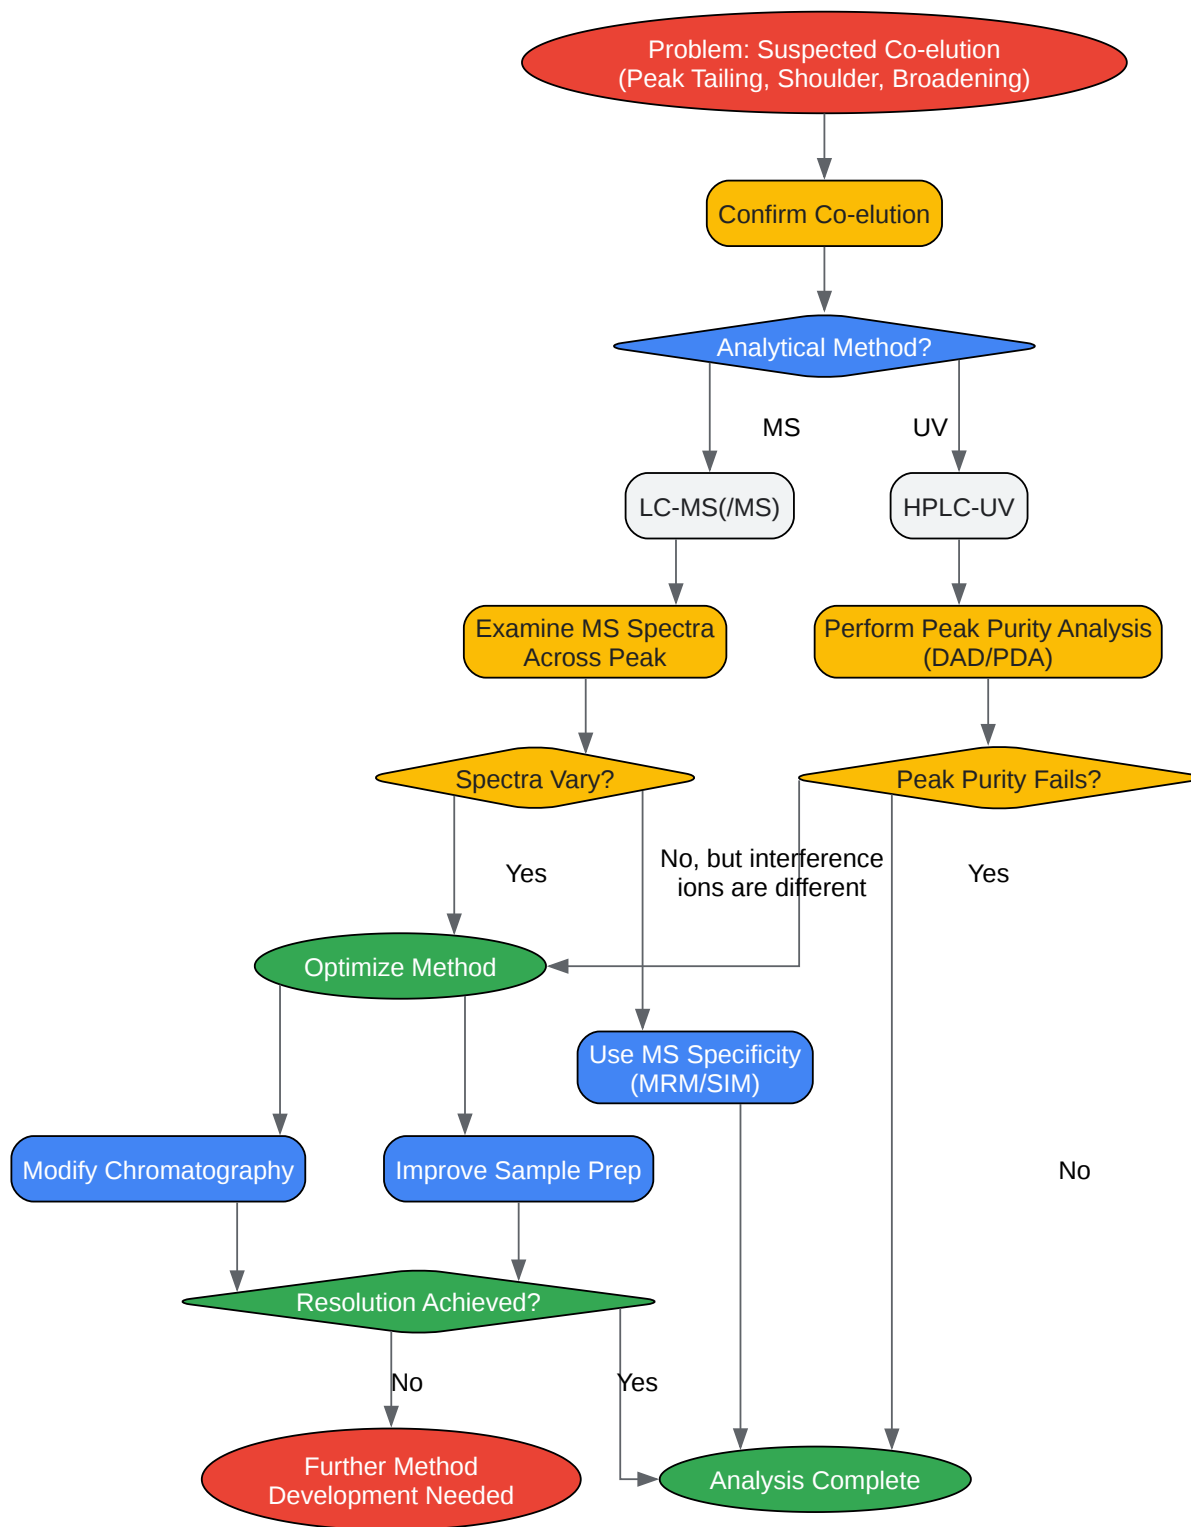 Problem: Suspected Co-elution
(Peak Tailing, Shoulder, Broadening)
Confirm Co-elution
Analytical Method?
MS
UV
LC-MS(/MS)
HPLC-UV
Examine MS Spectra
Across Peak
Perform Peak Purity Analysis
(DAD/PDA)
Spectra Vary?
Peak Purity Fails?
Yes
No, but interference
ions are different
Yes
Optimize Method
Use MS Specificity
(MRM/SIM)
Modify Chromatography
Improve Sample Prep
No
Resolution Achieved?
No
Yes
Further Method
Development Needed
Analysis Complete